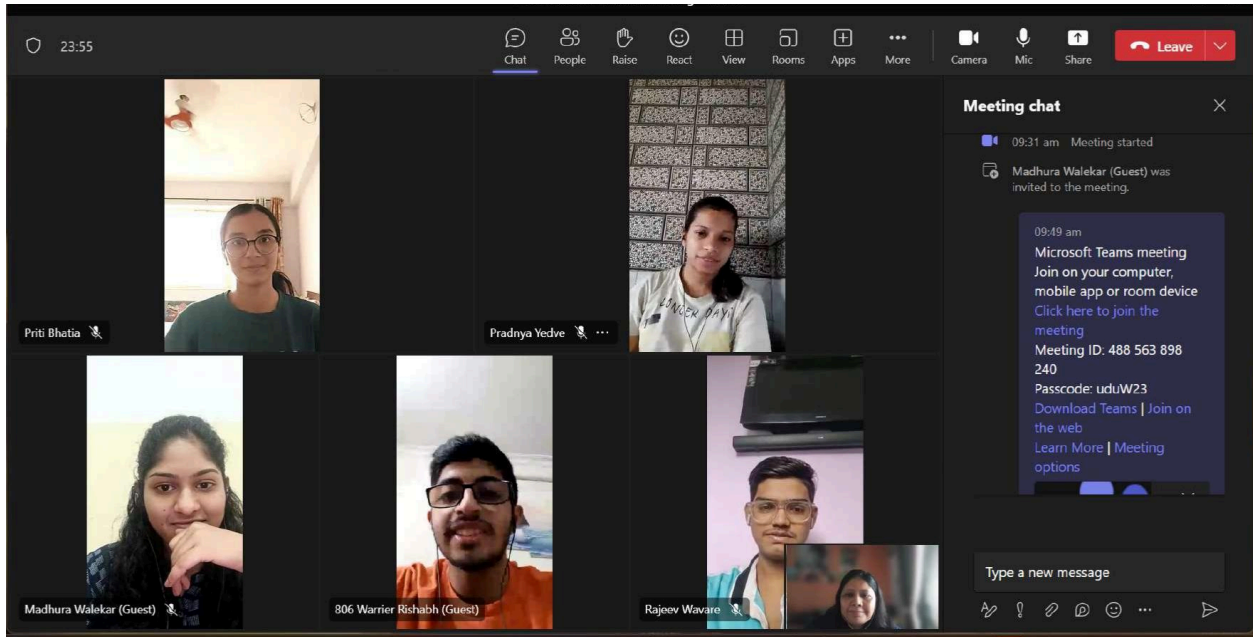 23:55
Chat
People
Raise
React
View
Rooms
Apps
More
Camera
Mic
Share
Leave
Priti Bhatia
Pradnya Yedve
Madhura Walekar (Guest)
806 Warrier Rishabh (Guest)
Rajeev Wavare
Meeting chat
09:31 am Meeting started
Madhura Walekar (Guest) was
invited to the meeting.
09:49 am
Microsoft Teams meeting
Join on your computer,
mobile app or room device
Click here to join the
meeting
Meeting ID: 488 563 898
240
Passcode: uduW23
Download Teams | Join on
the web
Learn More | Meeting
options
Type a new message